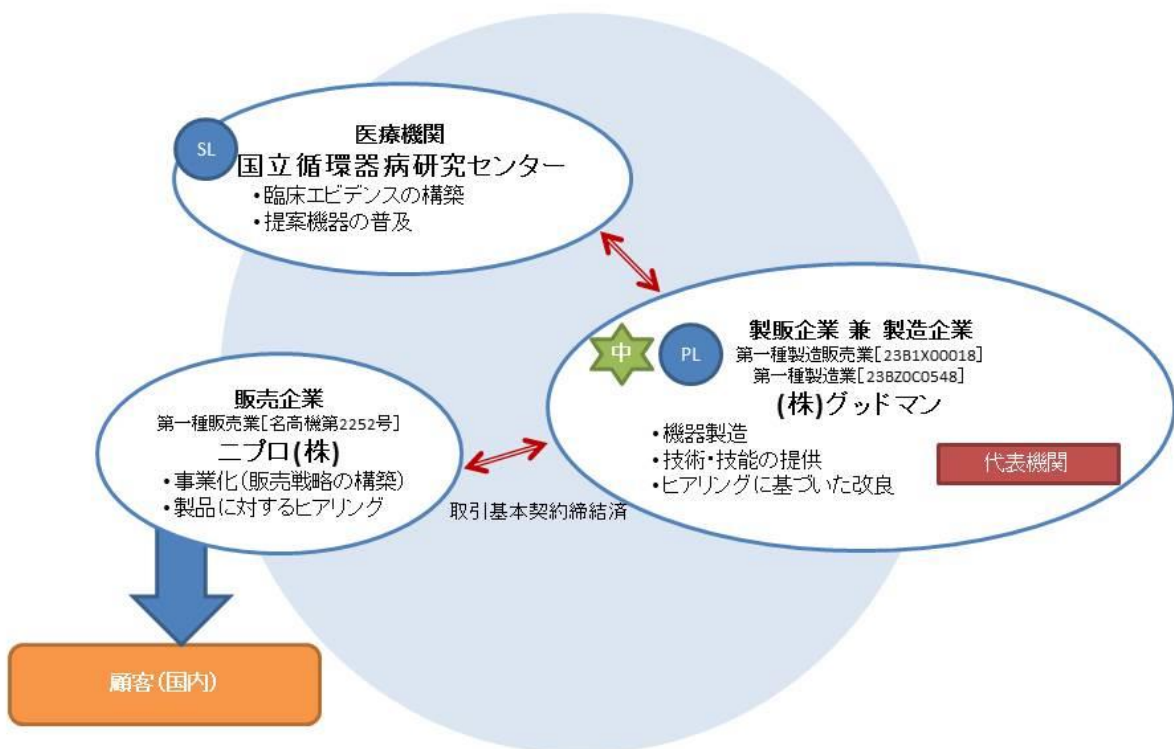 SL
医療機関
国立循環器病研究センター
・臨床エビデンスの構築
・提案機器の普及
中
PL
製販企業 兼 製造企業
第一種製造販売業[23B1X00018]
第一種製造業[23BZ0C0548]
(株)グッドマン
・機器製造
・技術・技能の提供
・ヒアリングに基づいた改良
代表機関
販売企業
第一種販売業[名高機第2252号]
ニプロ(株)
・事業化(販売戦略の構築)
・製品に対するヒアリング
取引基本契約締結済
顧客(国内)